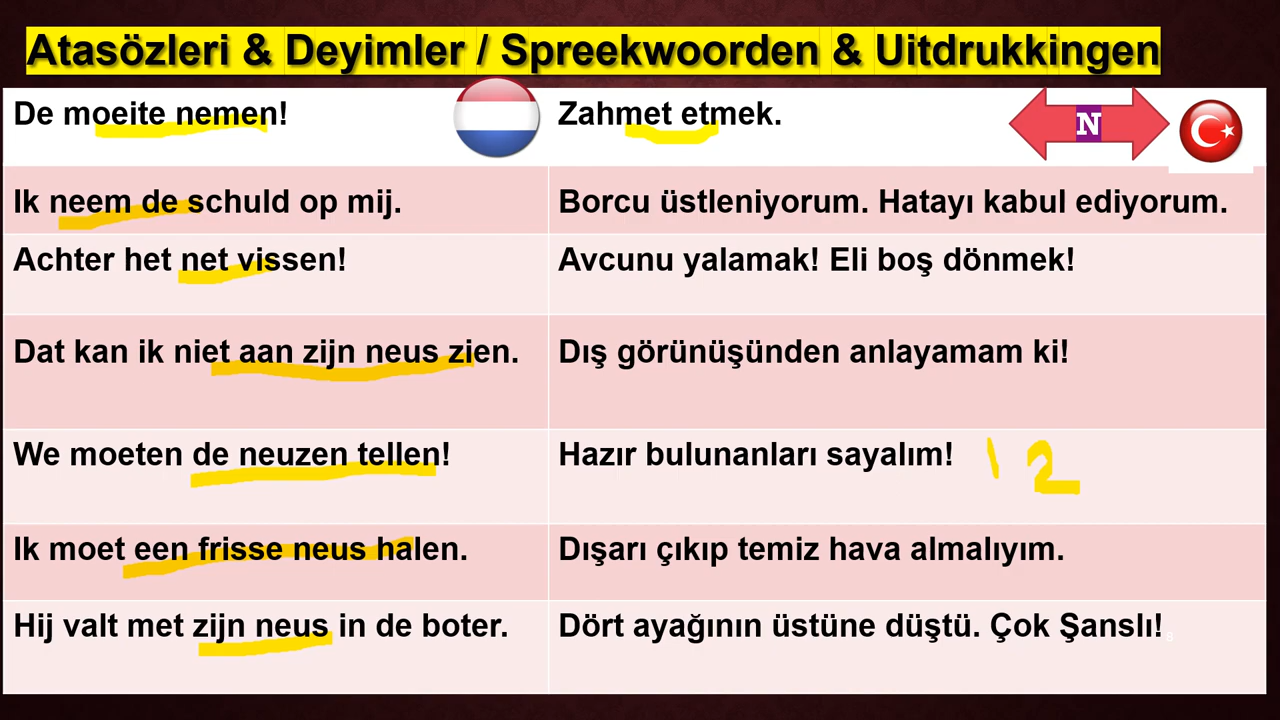 Atasözleri & Deyimler / Spreekwoorden & Uitdrukkingen
De moeite nemen!
Zahmet etmek.
N
Ik neem de schuld op mij.
Borcu üstleniyorum. Hatayı kabul ediyorum.
Achter het net vissen!
Avcunu yalamak! Eli boş dönmek!
Dat kan ik niet aan zijn neus zien.
Dış görünüşünden anlayamam ki!
We moeten de neuzen tellen!
Hazır bulunanları sayalım! 1 2
Ik moet een frisse neus halen.
Dışarı çıkıp temiz hava almalıyım.
Hij valt met zijn neus in de boter.
Dört ayağının üstüne düştü. Çok Şanslı!
8